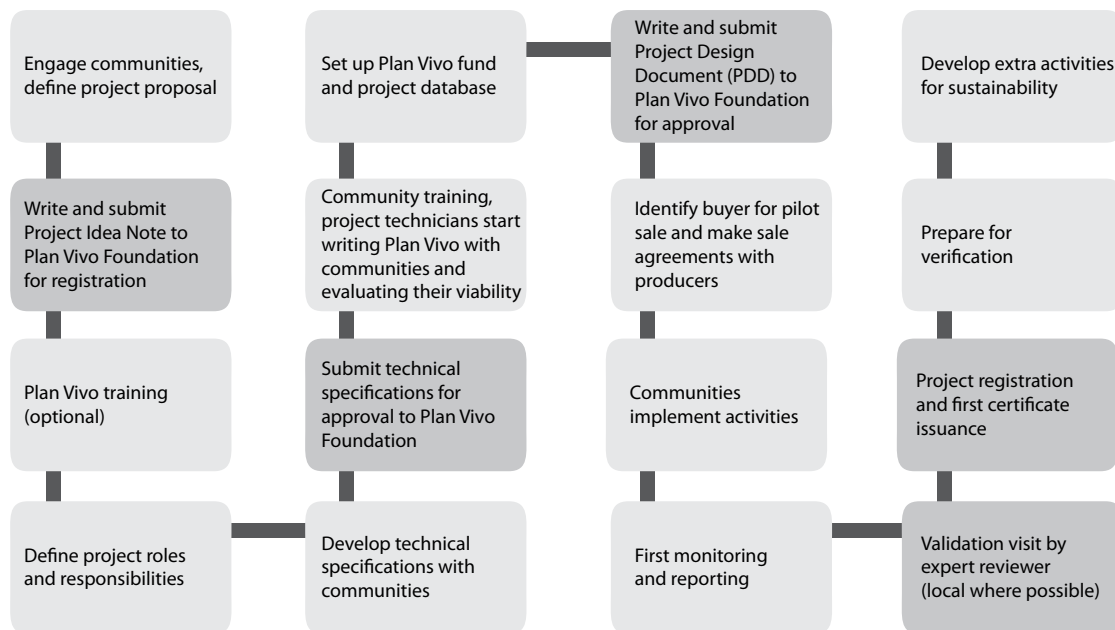 Engage communities,
define project proposal
Write and submit
Project Idea Note to
Plan Vivo Foundation
for registration
Plan Vivo training
(optional)
Define project roles
and responsibilities
Develop technical
specifications with
communities
Submit technical
specifications for
approval to Plan Vivo
Foundation
Community training,
project technicians start
writing Plan Vivo with
communities and
evaluating their viability
Set up Plan Vivo fund
and project database
Write and submit
Project Design
Document (PDD) to
Plan Vivo Foundation
for approval
Identify buyer for pilot
sale and make sale
agreements with
producers
Communities
implement activities
First monitoring
and reporting
Validation visit by
expert reviewer
(local where possible)
Project registration
and first certificate
issuance
Prepare for
verification
Develop extra activities
for sustainability